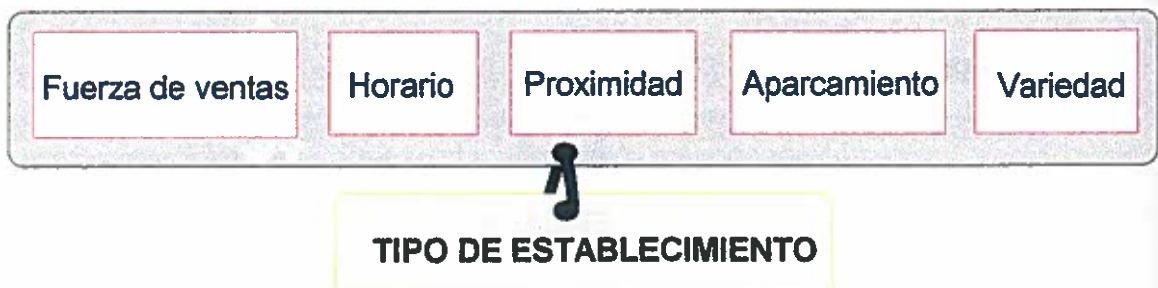 Fuerza de ventas Horario Proximidad Aparcamiento Variedad
TIPO DE ESTABLECIMIENTO